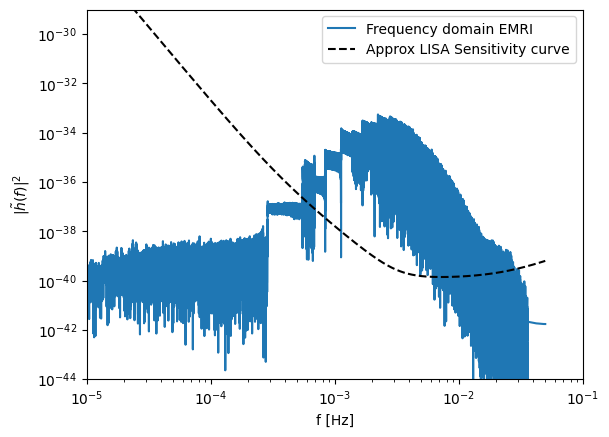 Frequency domain EMRI
Approx LISA Sensitivity curve
|h̃(f)|²
10⁻³⁰
10⁻³²
10⁻³⁴
10⁻³⁶
10⁻³⁸
10⁻⁴⁰
10⁻⁴²
10⁻⁴⁴
10⁻⁵ 10⁻⁴ 10⁻³ 10⁻² 10⁻¹
f [Hz]